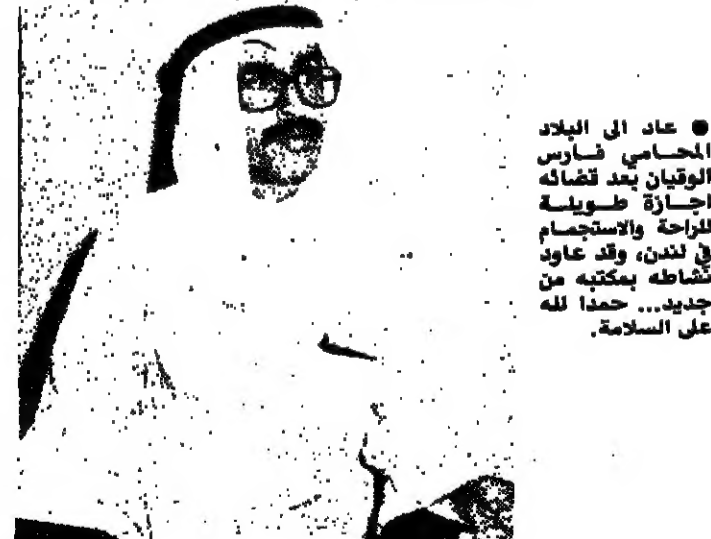 ● عاد الى البلاد
المحامي فارس
الوقيان بعد قضائه
اجازة طويلة
للراحة والاستجمام
في لندن، وقد عاود
نشاطه بمكتبه من
جديد... حمدا لله
على السلامة.